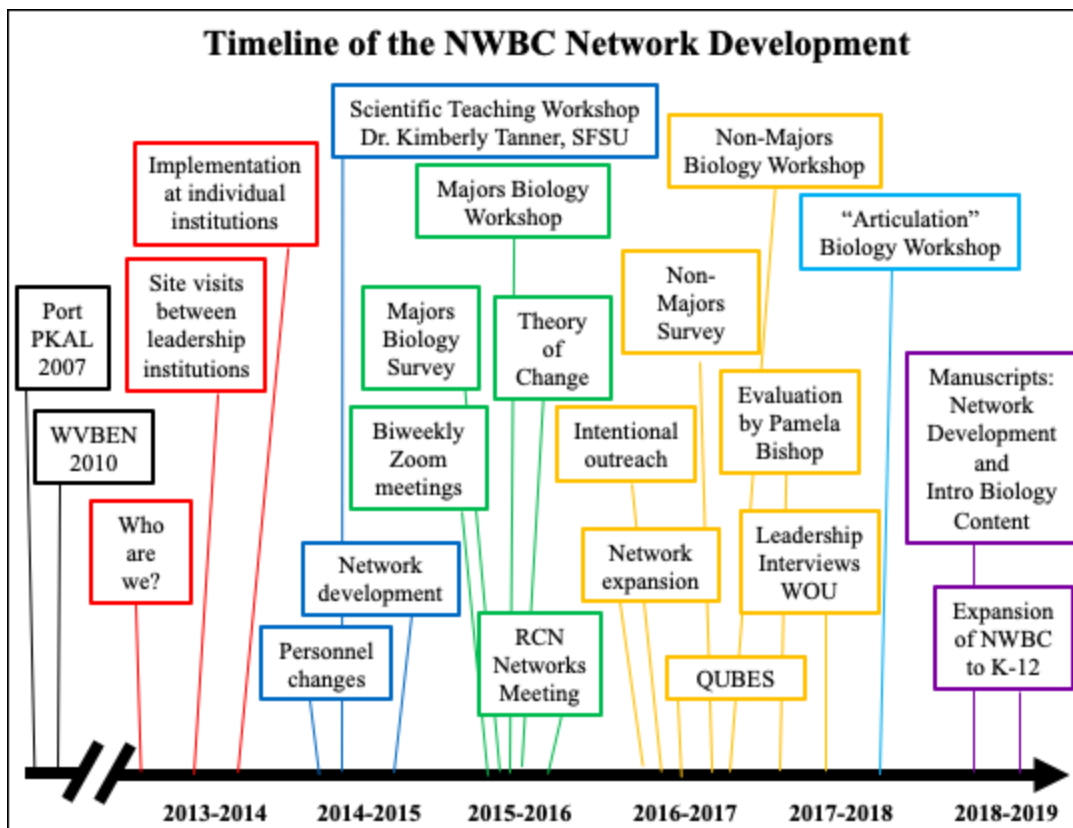 Timeline of the NWBC Network Development
Port
PKAL
2007
WVBEN
2010
Who
are
we?
Site visits
between
leadership
institutions
Implementation
at individual
institutions
Scientific Teaching Workshop
Dr. Kimberly Tanner, SFSU
Personnel
changes
Network
development
Majors Biology
Workshop
Majors
Biology
Survey
Theory
of
Change
Biweekly
Zoom
meetings
RCN
Networks
Meeting
Non-Majors
Biology Workshop
Non-
Majors
Survey
Intentional
outreach
Evaluation
by Pamela
Bishop
Network
expansion
Leadership
Interviews
WOU
QUBES
“Articulation”
Biology Workshop
Manuscripts:
Network
Development
and
Intro Biology
Content
Expansion
of NWBC
to K-12
2013-2014
2014-2015
2015-2016
2016-2017
2017-2018
2018-2019